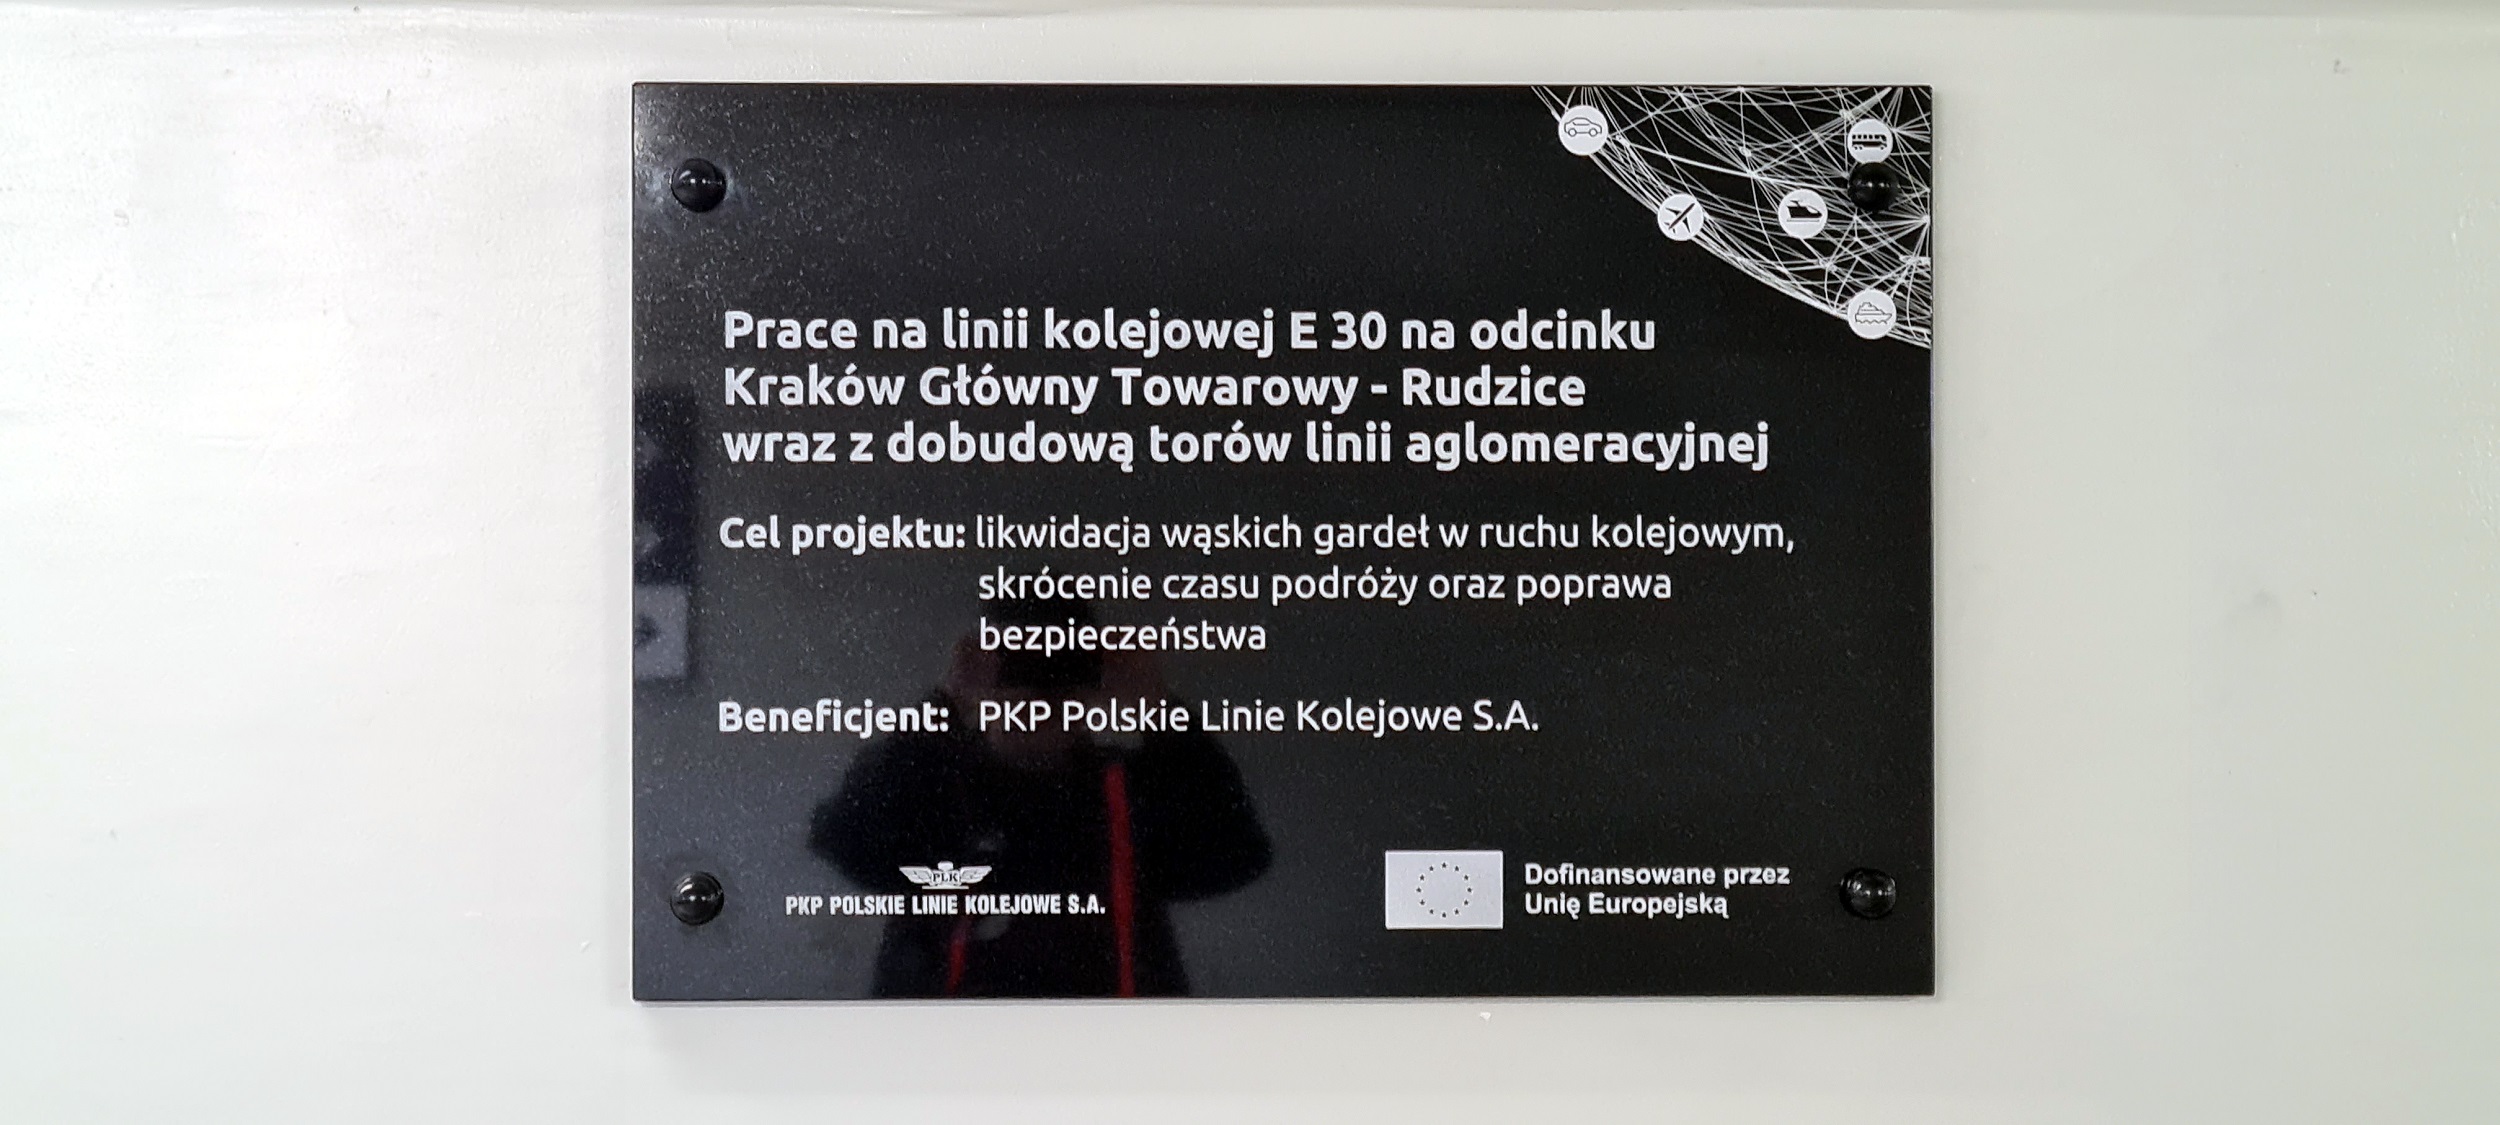 Prace na linii kolejowej E 30 na odcinku
Kraków Główny Towarowy - Rudzice
wraz z dobudową torów linii aglomeracyjnej
Cel projektu: likwidacja wąskich gardeł w ruchu kolejowym,
skrócenie czasu podróży oraz poprawa
bezpieczeństwa
Beneficjent: PKP Polskie Linie Kolejowe S.A.
PLK
PKP POLSKIE LINIE KOLEJOWE S.A.
Dofinansowane przez
Unię Europejską